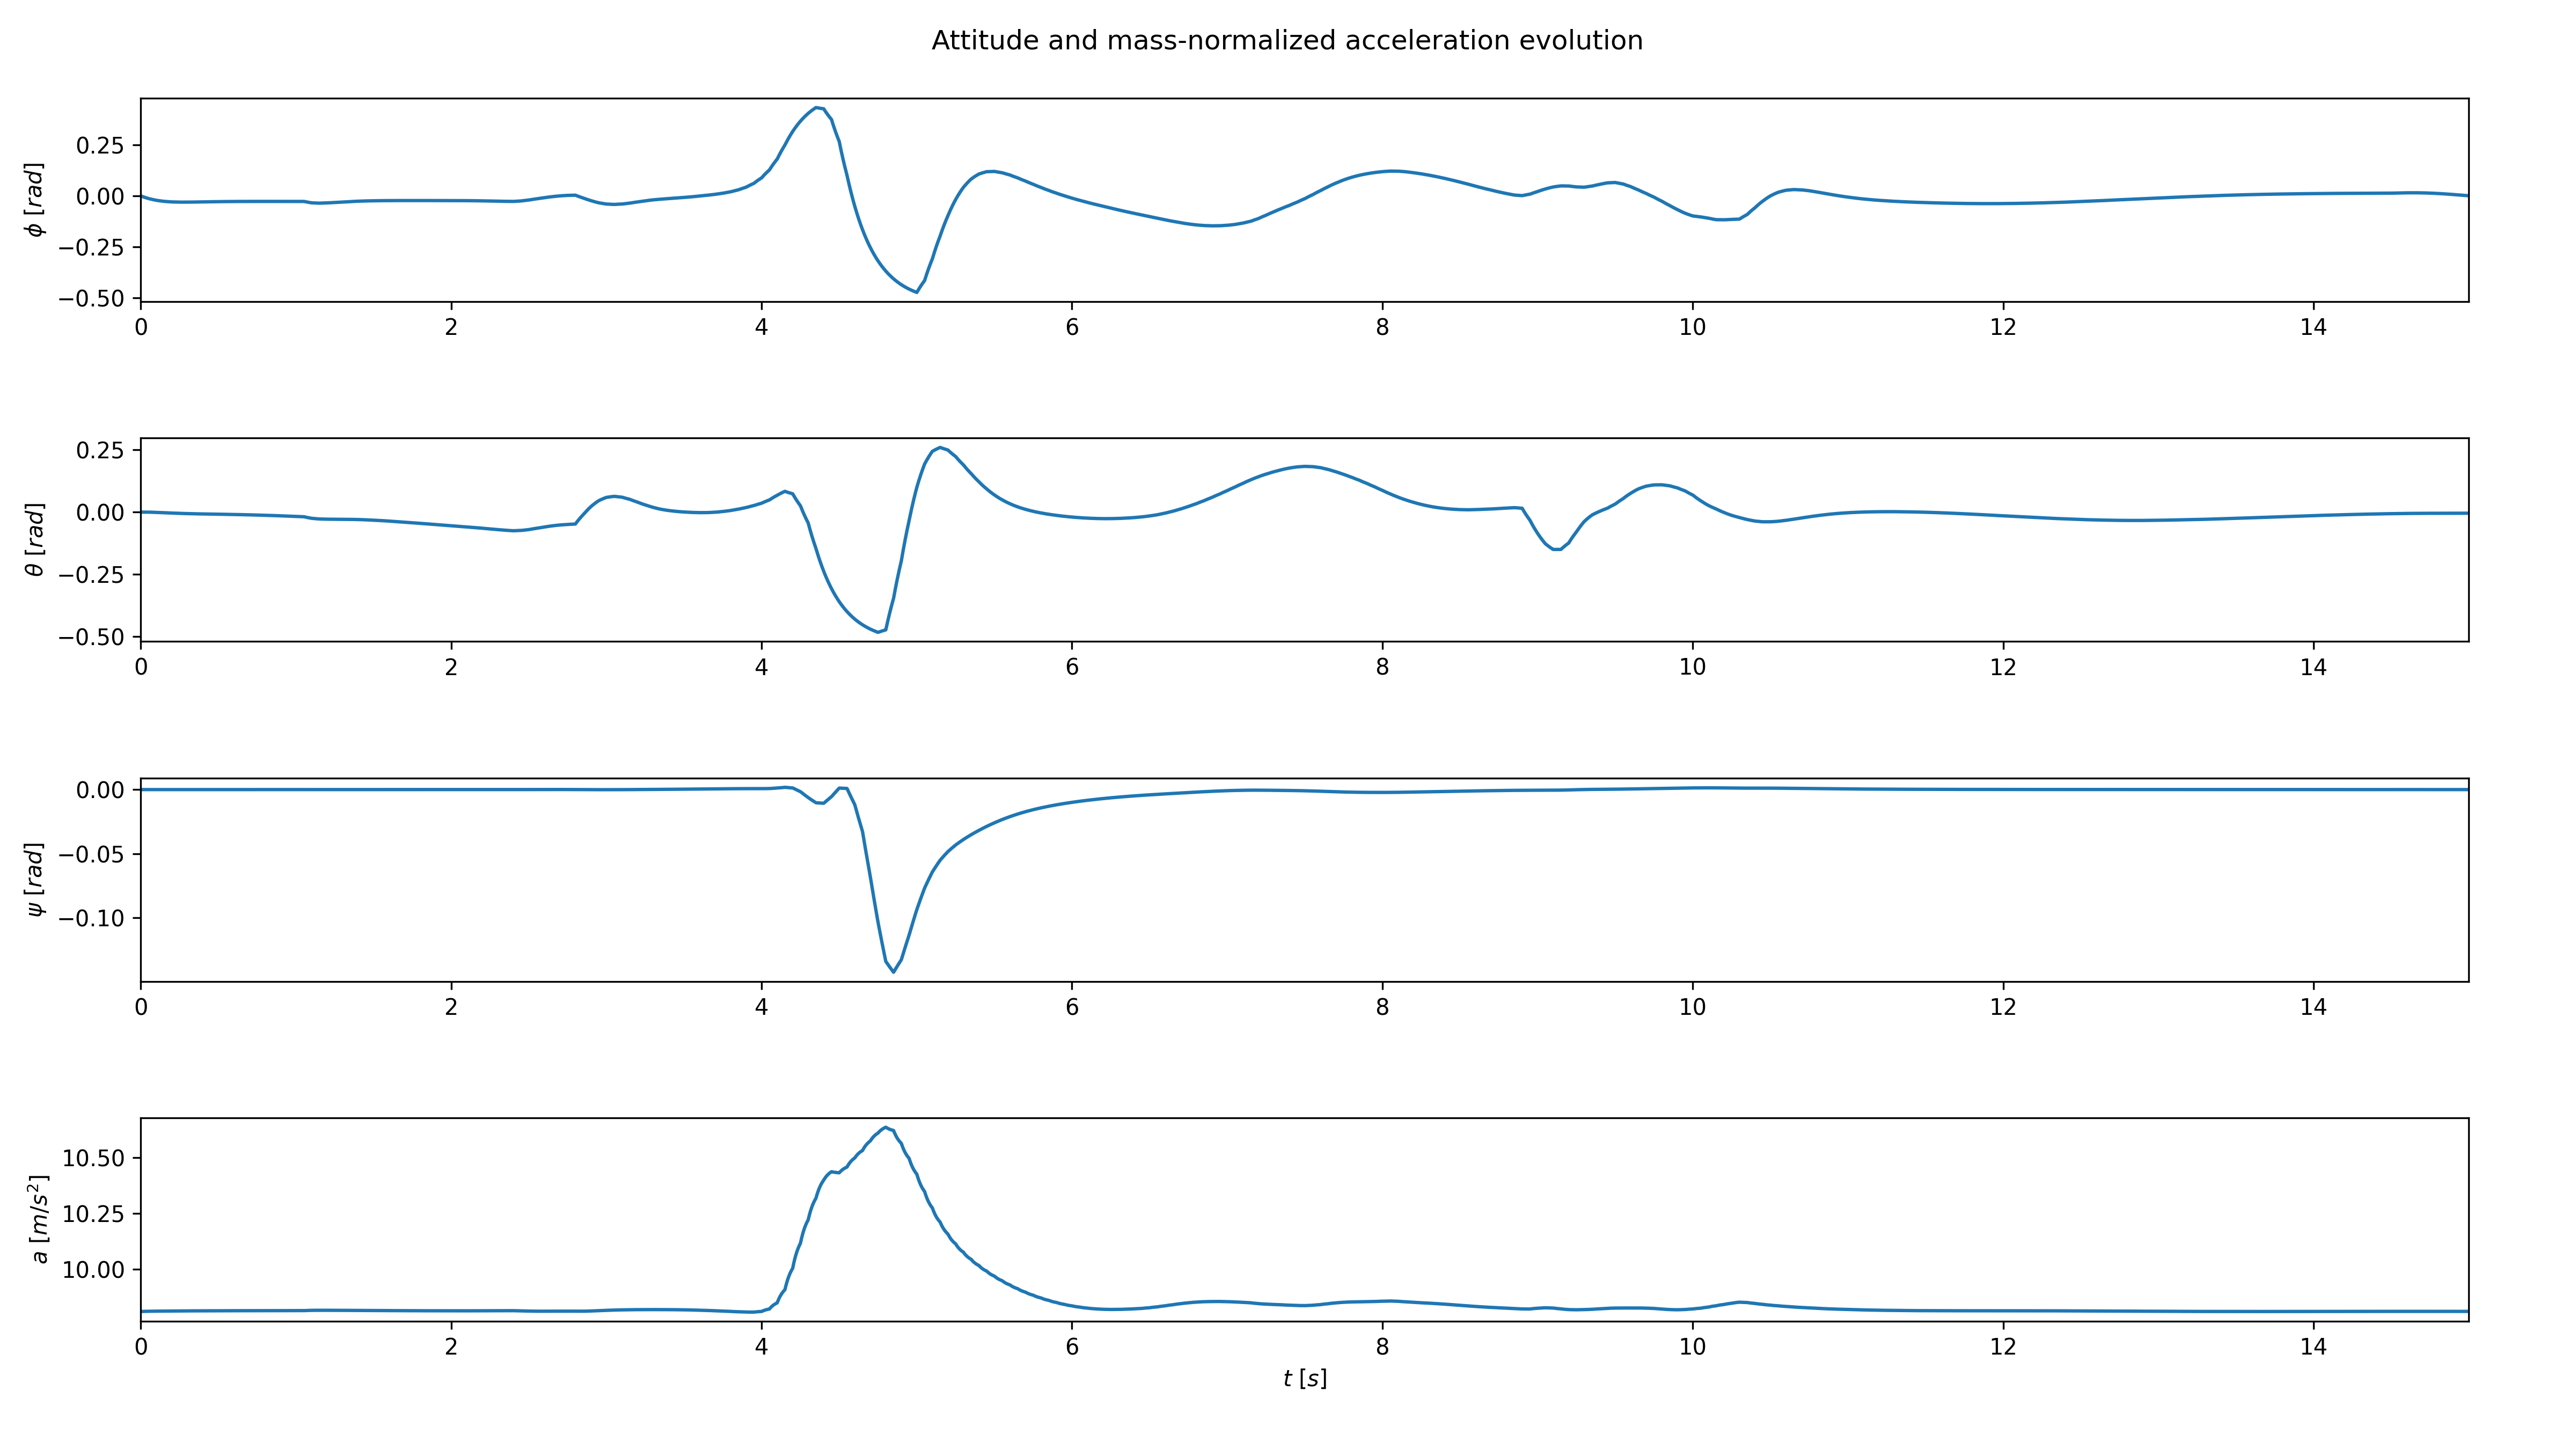 Attitude and mass-normalized acceleration evolution
ϕ [rad]
0.25
0.00
−0.25
−0.50
0 2 4 6 8 10 12 14
θ [rad]
0.25
0.00
−0.25
−0.50
0 2 4 6 8 10 12 14
ψ [rad]
0.00
−0.05
−0.10
0 2 4 6 8 10 12 14
a [m/s²]
10.50
10.25
10.00
0 2 4 6 8 10 12 14
t [s]